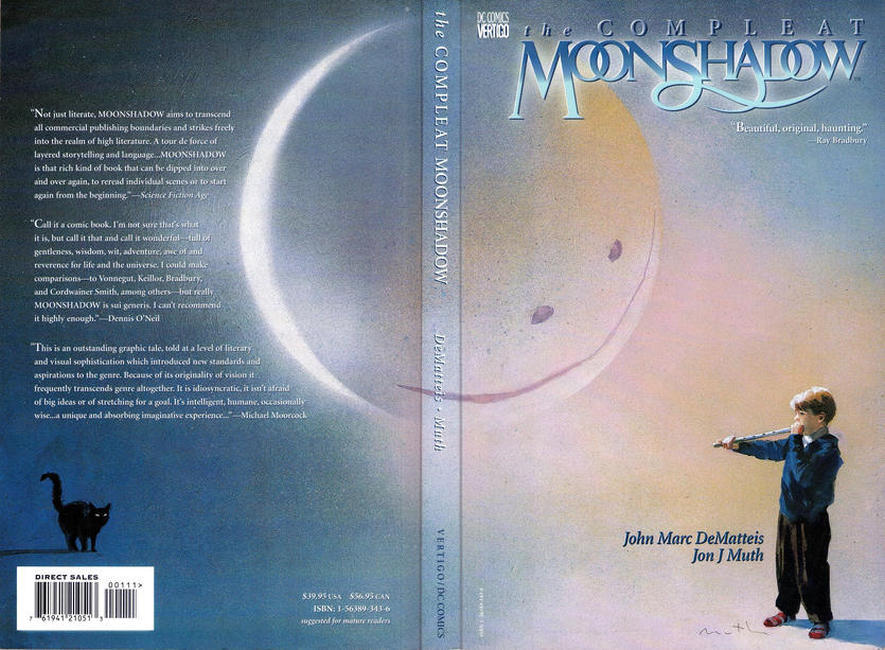 "Not just literate, MOONSHADOW aims to transcend
all commercial publishing boundaries and strikes freely
into the realm of high literature. A tour de force of
layered storytelling and language...MOONSHADOW
is that rich kind of book that can be dipped into over
and over again, to reread individual scenes or to start
again from the beginning."—Science Fiction Age
"Call it a comic book. I'm not sure that's what
it is, but call it that and call it wonderful—full of
gentleness, wisdom, wit, adventure, awe of and
reverence for life and the universe. I could make
comparisons—to Vonnegut, Keillor, Bradbury,
and Cordwainer Smith, among others—but really
MOONSHADOW is sui generis. I can't recommend
it highly enough."—Dennis O'Neil
"This is an outstanding graphic tale, told at a level of literary
and visual sophistication which introduced new standards and
aspirations to the genre. Because of its originality of vision it
frequently transcends genre altogether. It is idiosyncratic, it isn't afraid
of big ideas or of stretching for a goal. It's intelligent, humane, occasionally
wise...a unique and absorbing imaginative experience..."—Michael Moorcock
DIRECT SALES
00111>
7 61941 21051 3
$39.95 USA $56.95 CAN
ISBN: 1-56389-343-6
suggested for mature readers
the COMPLEAT MOONSHADOW
DeMatteis · Muth
VERTIGO/DC COMICS
DC COMICS
VERTIGO
the COMPLEAT
MOONSHADOW
"Beautiful, original, haunting."
—Ray Bradbury
John Marc DeMatteis
Jon J Muth
muth